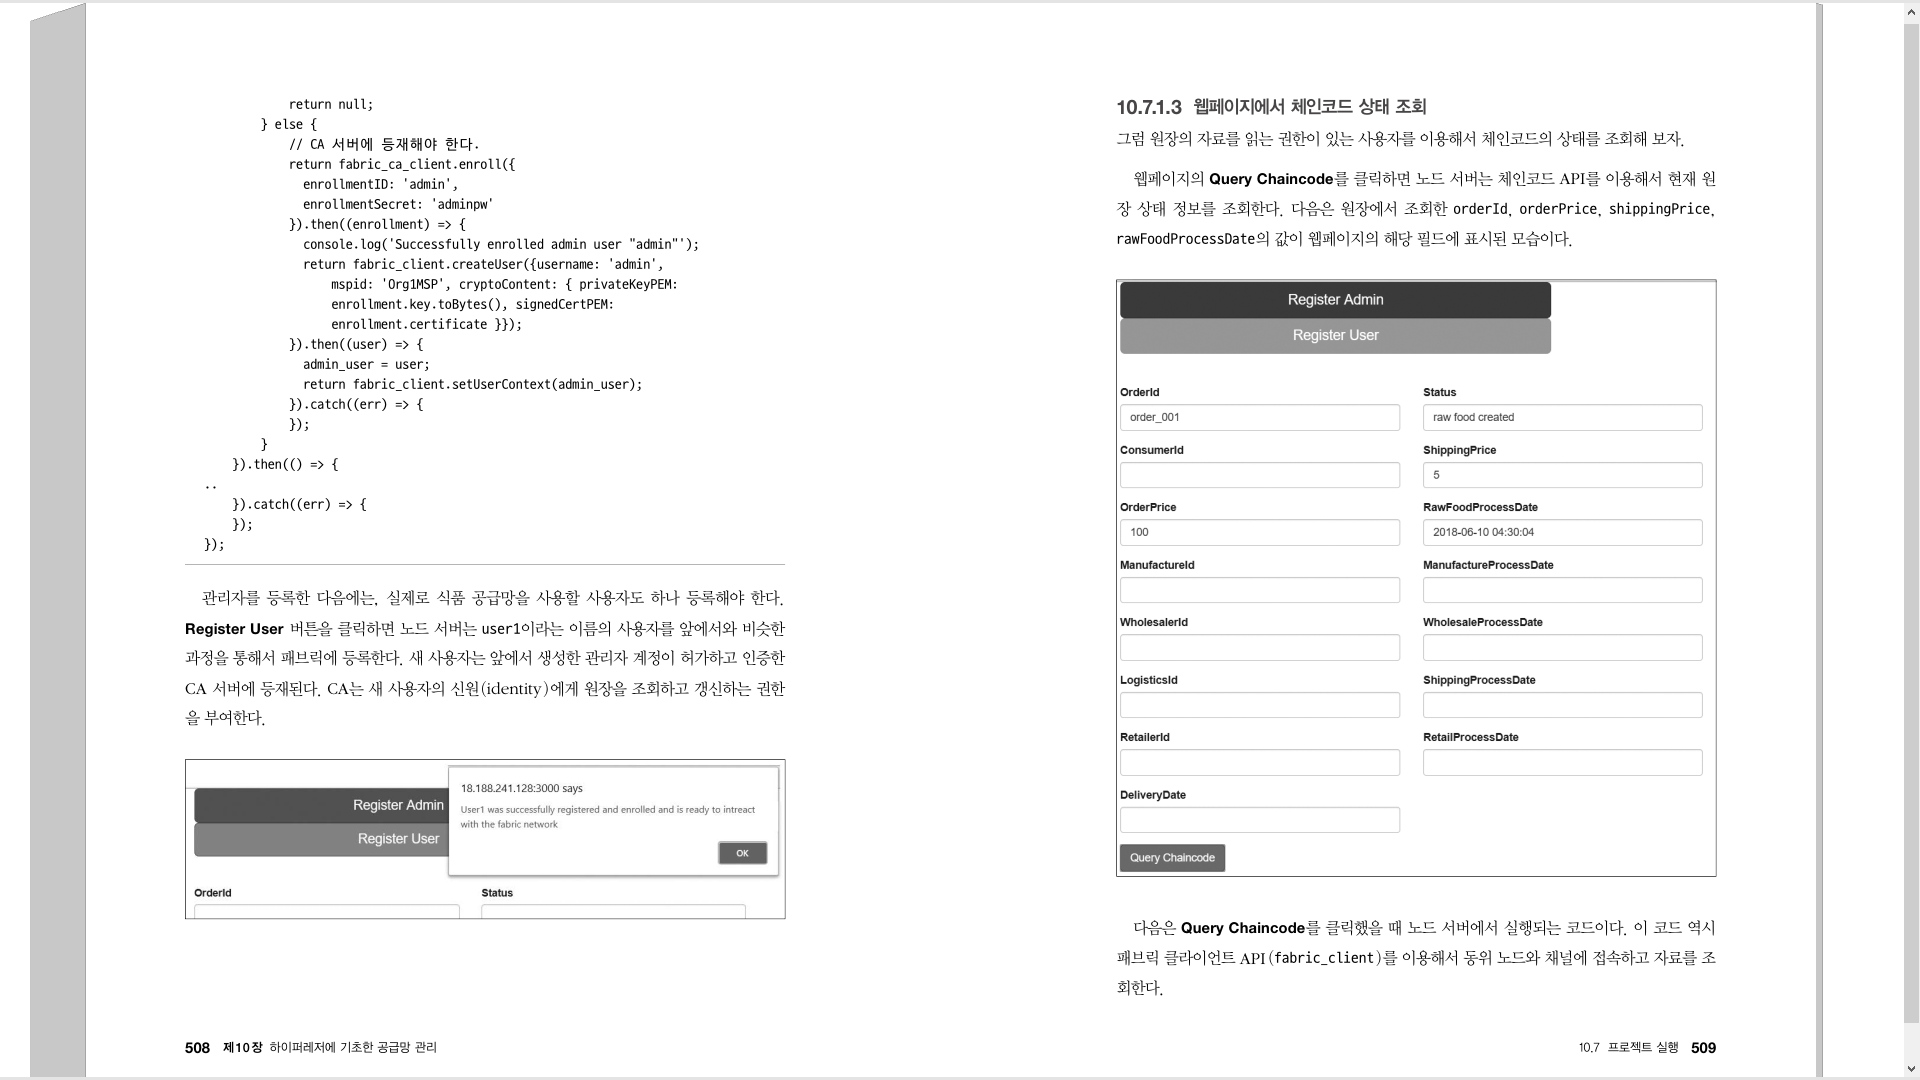 return null;
} else {
// CA 서버에 등재해야 한다.
return fabric_ca_client.enroll({
enrollmentID: 'admin',
enrollmentSecret: 'adminpw'
}).then((enrollment) => {
console.log('Successfully enrolled admin user "admin"');
return fabric_client.createUser({username: 'admin',
mspid: 'Org1MSP', cryptoContent: { privateKeyPEM:
enrollment.key.toBytes(), signedCertPEM:
enrollment.certificate }});
}).then((user) => {
admin_user = user;
return fabric_client.setUserContext(admin_user);
}).catch((err) => {
});
}
}).then(() => {
..
}).catch((err) => {
});
});
관리자를 등록한 다음에는, 실제로 식품 공급망을 사용할 사용자도 하나 등록해야 한다.
Register User 버튼을 클릭하면 노드 서버는 user1이라는 이름의 사용자를 앞에서와 비슷한
과정을 통해서 패브릭에 등록한다. 새 사용자는 앞에서 생성한 관리자 계정이 허가하고 인증한
CA 서버에 등재된다. CA는 새 사용자의 신원(identity)에게 원장을 조회하고 갱신하는 권한
을 부여한다.
Register Admin
Register User
18.188.241.128:3000 says
User1 was successfully registered and enrolled and is ready to intreact
with the fabric network
OK
OrderId
Status
508 제10장 하이퍼레저에 기초한 공급망 관리
10.7.1.3 웹페이지에서 체인코드 상태 조회
그럼 원장의 자료를 읽는 권한이 있는 사용자를 이용해서 체인코드의 상태를 조회해 보자.
웹페이지의 Query Chaincode를 클릭하면 노드 서버는 체인코드 API를 이용해서 현재 원
장 상태 정보를 조회한다. 다음은 원장에서 조회한 orderId, orderPrice, shippingPrice,
rawFoodProcessDate의 값이 웹페이지의 해당 필드에 표시된 모습이다.
Register Admin
Register User
OrderId
Status
order_001
raw food created
ConsumerId
ShippingPrice
5
OrderPrice
RawFoodProcessDate
100
2018-06-10 04:30:04
ManufactureId
ManufactureProcessDate
WholesalerId
WholesaleProcessDate
LogisticsId
ShippingProcessDate
RetailerId
RetailProcessDate
DeliveryDate
Query Chaincode
다음은 Query Chaincode를 클릭했을 때 노드 서버에서 실행되는 코드이다. 이 코드 역시
패브릭 클라이언트 API(fabric_client)를 이용해서 동위 노드와 채널에 접속하고 자료를 조
회한다.
10.7 프로젝트 실행 509